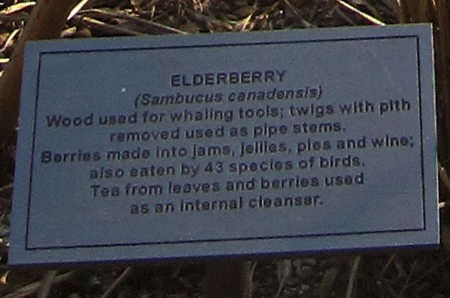 ELDERBERRY
(Sambucus canadensis)
Wood used for whaling tools; twigs with pith
removed used as pipe stems.
Berries made into jams, jellies, pies and wine;
also eaten by 43 species of birds.
Tea from leaves and berries used
as an internal cleanser.